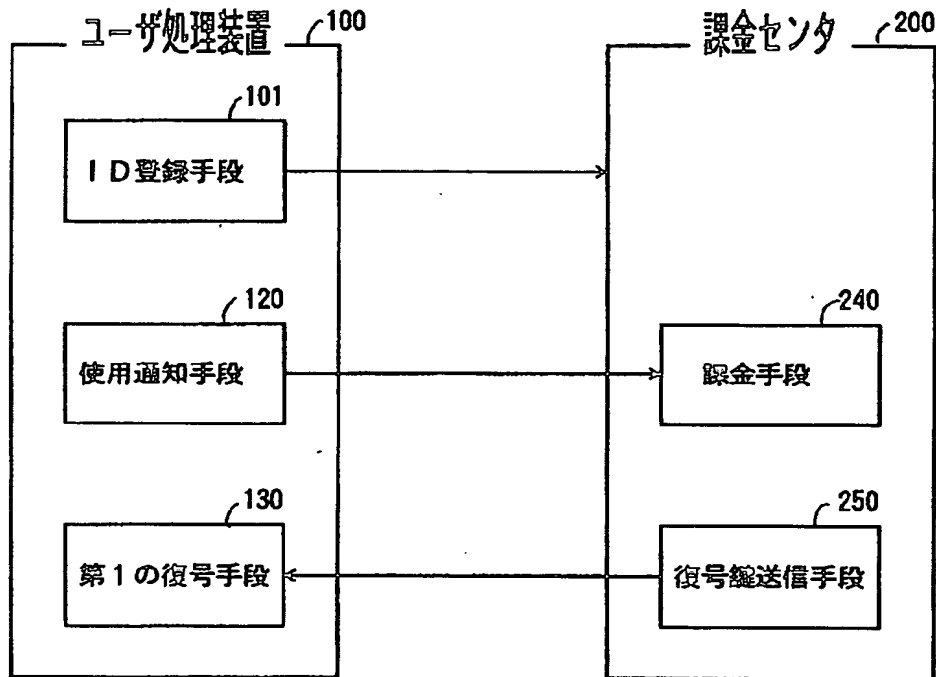 ユーザ処理装置 100
課金センタ 200
101
ID登録手段
120
使用通知手段
240
課金手段
130
第1の復号手段
250
復号鍵送信手段